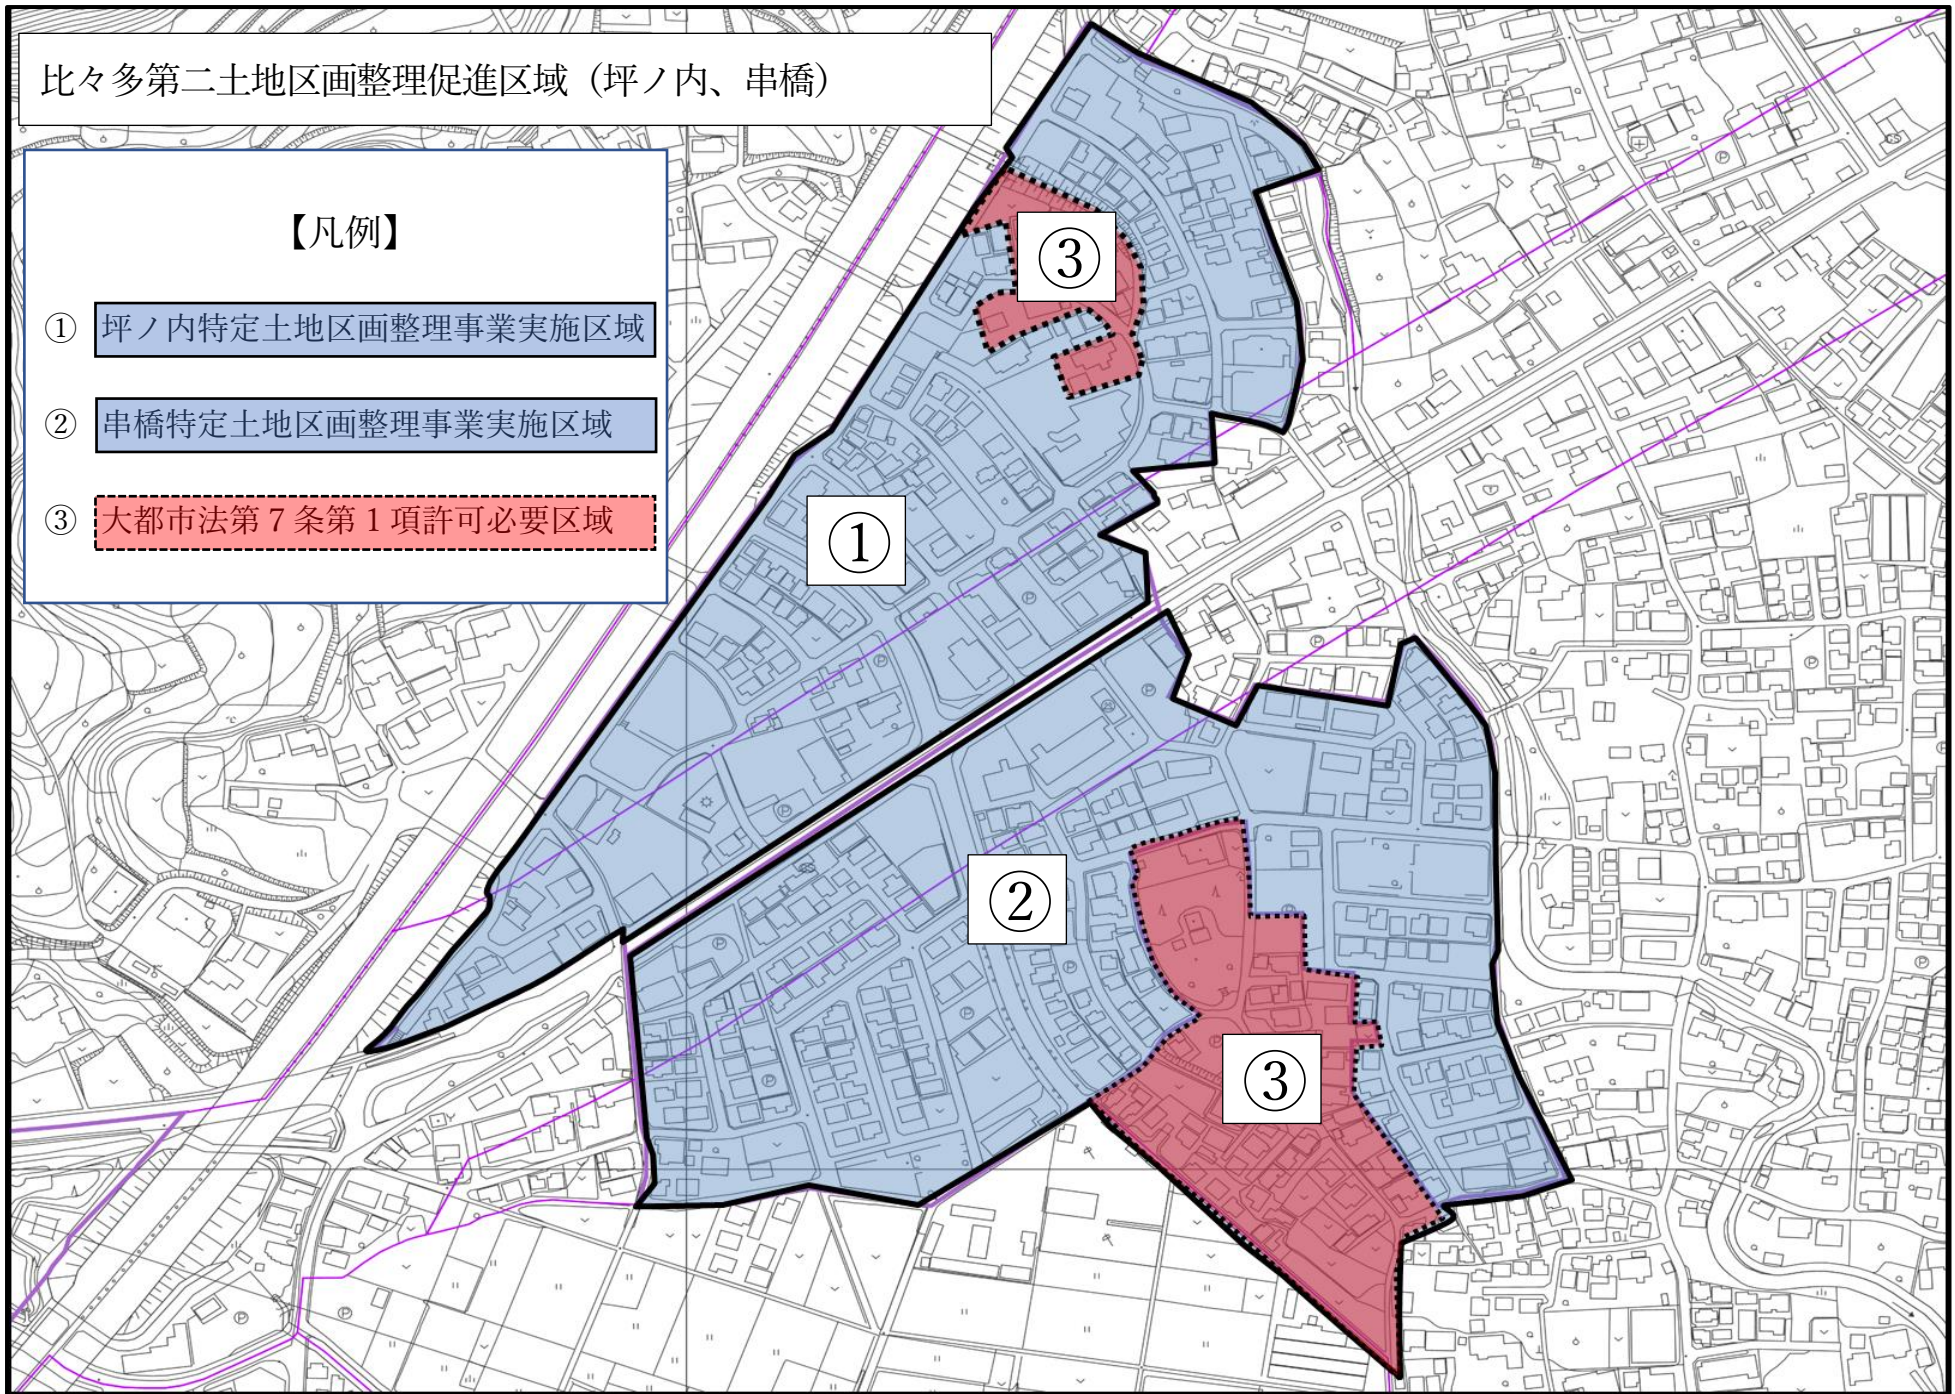 比々多第二土地区画整理促進区域（坪ノ内、串橋）
【凡例】
① 坪ノ内特定土地区画整理事業実施区域
② 串橋特定土地区画整理事業実施区域
③ 大都市法第７条第１項許可必要区域
③
①
②
③